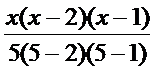 x(x – 2)(x – 1)
5(5 – 2)(5 – 1)